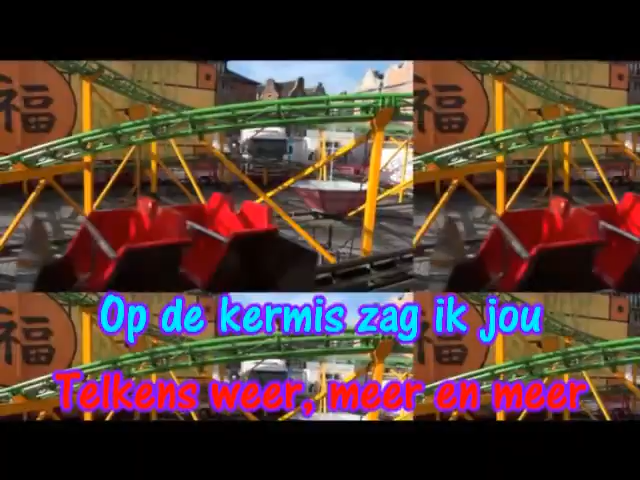 福
福
Op de kermis zag ik jou
福
福
Telkens weer, meer en meer